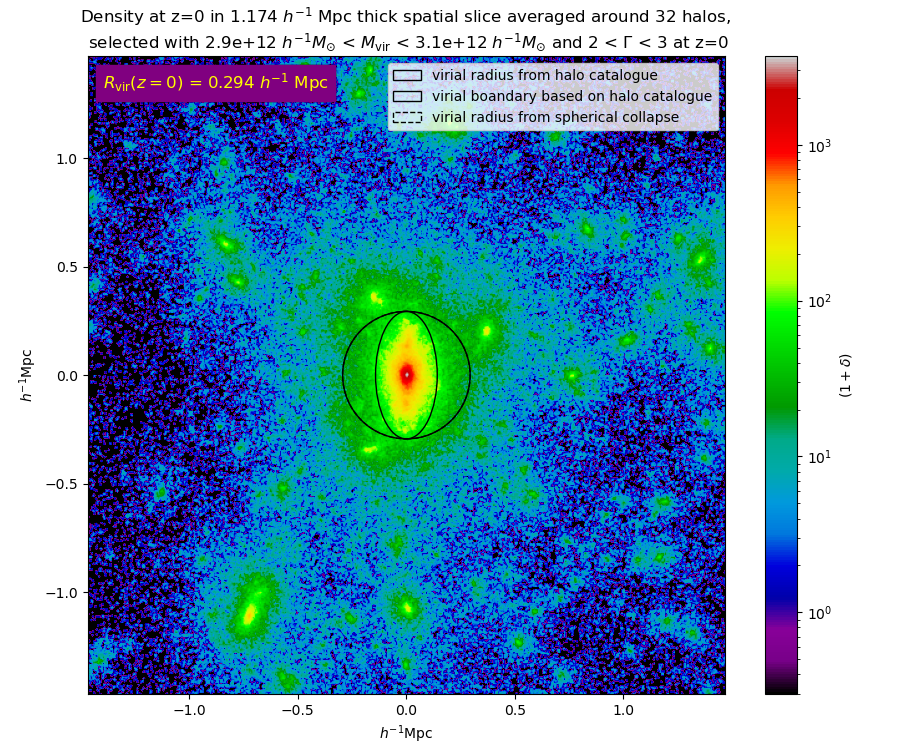 Density at z=0 in 1.174 h⁻¹ Mpc thick spatial slice averaged around 32 halos,
selected with 2.9e+12 h⁻¹M⊙ < Mvir < 3.1e+12 h⁻¹M⊙ and 2 < Γ < 3 at z=0
Rvir(z = 0) = 0.294 h⁻¹ Mpc
virial radius from halo catalogue
virial boundary based on halo catalogue
virial radius from spherical collapse
1.0
0.5
0.0
−0.5
−1.0
h⁻¹Mpc
−1.0
−0.5
0.0
0.5
1.0
h⁻¹Mpc
10³
10²
10¹
10⁰
(1 + δ)